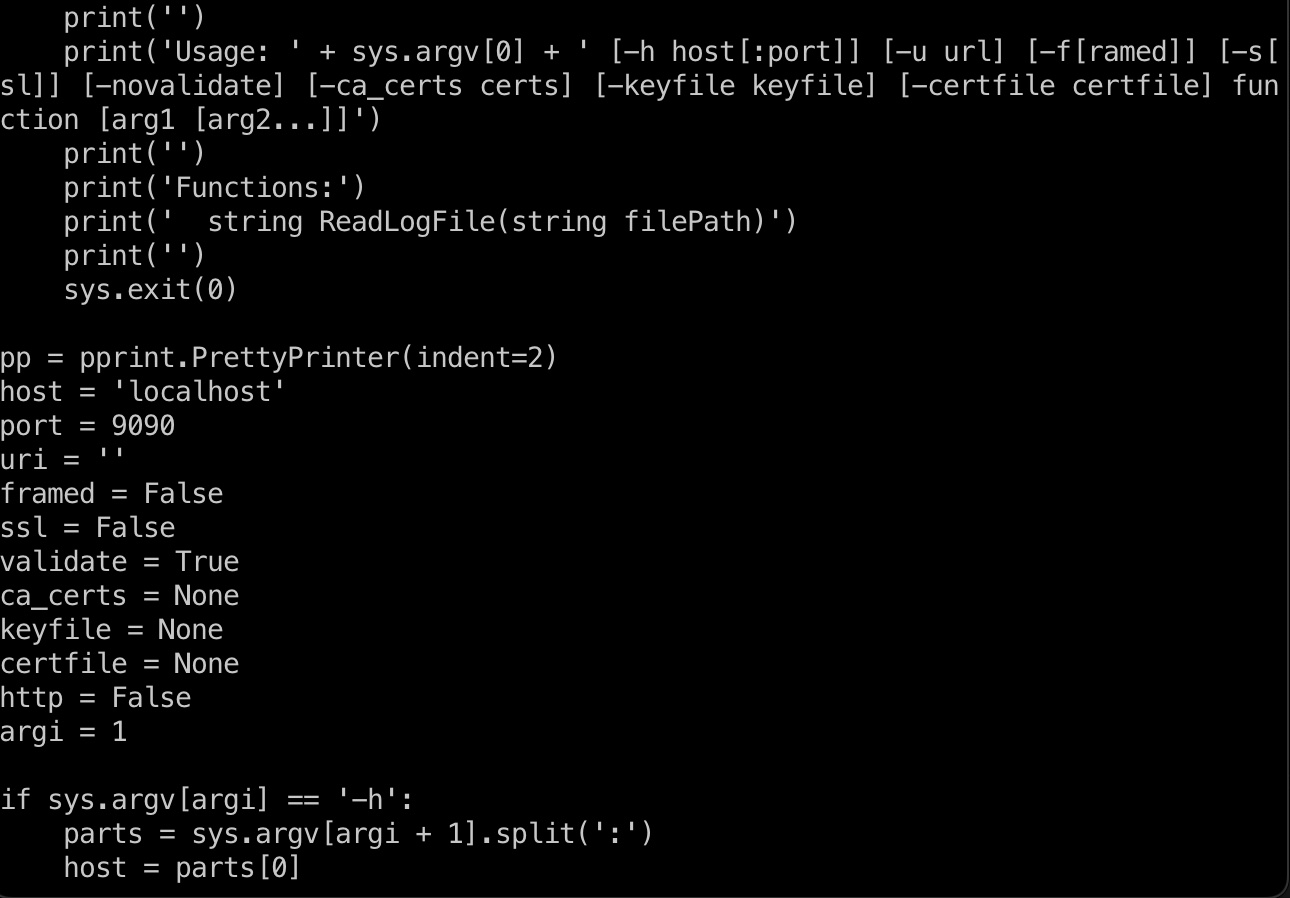 print('')
    print('Usage: ' + sys.argv[0] + ' [-h host[:port]] [-u url] [-f[ramed]] [-s[
sl]] [-novalidate] [-ca_certs certs] [-keyfile keyfile] [-certfile certfile] fun
ction [arg1 [arg2...]]')
    print('')
    print('Functions:')
    print('  string ReadLogFile(string filePath)')
    print('')
    sys.exit(0)

pp = pprint.PrettyPrinter(indent=2)
host = 'localhost'
port = 9090
uri = ''
framed = False
ssl = False
validate = True
ca_certs = None
keyfile = None
certfile = None
http = False
argi = 1

if sys.argv[argi] == '-h':
    parts = sys.argv[argi + 1].split(':')
    host = parts[0]